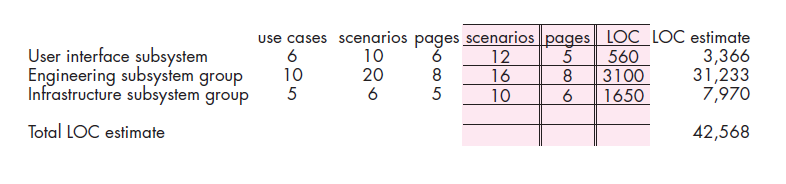 use cases scenarios pages scenarios pages LOC LOC estimate
User interface subsystem 6 10 6 12 5 560 3,366
Engineering subsystem group 10 20 8 16 8 3100 31,233
Infrastructure subsystem group 5 6 5 10 6 1650 7,970
Total LOC estimate 42,568